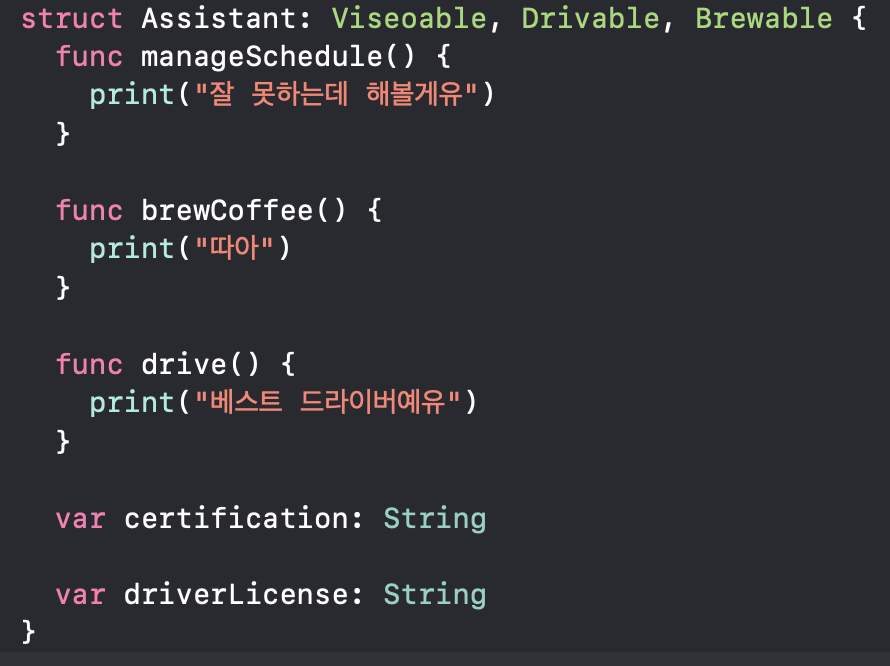 struct Assistant: Viseoable, Drivable, Brewable {
  func manageSchedule() {
    print("잘 못하는데 해볼게유")
  }

  func brewCoffee() {
    print("따아")
  }

  func drive() {
    print("베스트 드라이버예유")
  }

  var certification: String

  var driverLicense: String
}